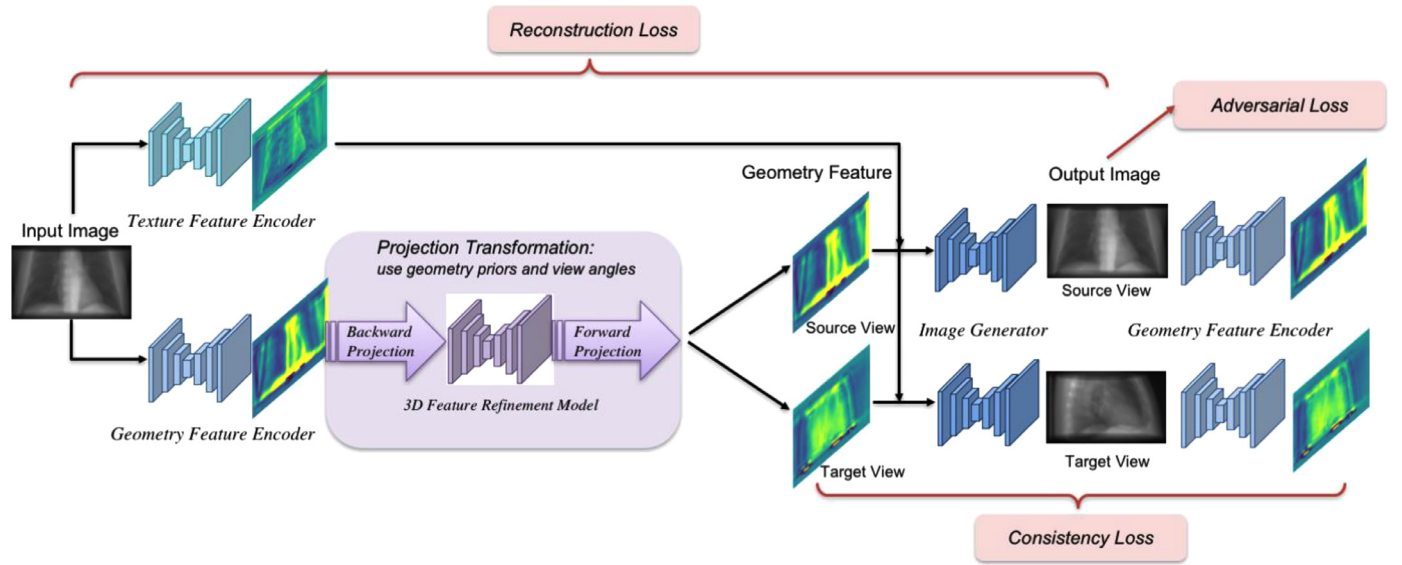 Reconstruction Loss
Adversarial Loss
Texture Feature Encoder
Input Image
Projection Transformation:
use geometry priors and view angles
Backward
Projection
Forward
Projection
3D Feature Refinement Model
Geometry Feature Encoder
Geometry Feature
Source View
Target View
Output Image
Source View
Image Generator
Geometry Feature Encoder
Target View
Consistency Loss